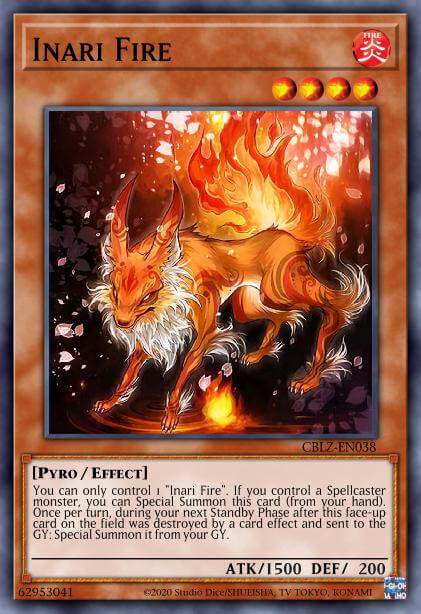 INARI FIRE
FIRE
炎
CBLZ-EN038
[PYRO / EFFECT]
You can only control 1 "Inari Fire". If you control a Spellcaster
monster, you can Special Summon this card (from your hand).
Once per turn, during your next Standby Phase after this face-up
card on the field was destroyed by a card effect and sent to the
GY: Special Summon it from your GY.
ATK/1500 DEF/ 200
62953041
©2020 Studio Dice/SHUEISHA, TV TOKYO, KONAMI